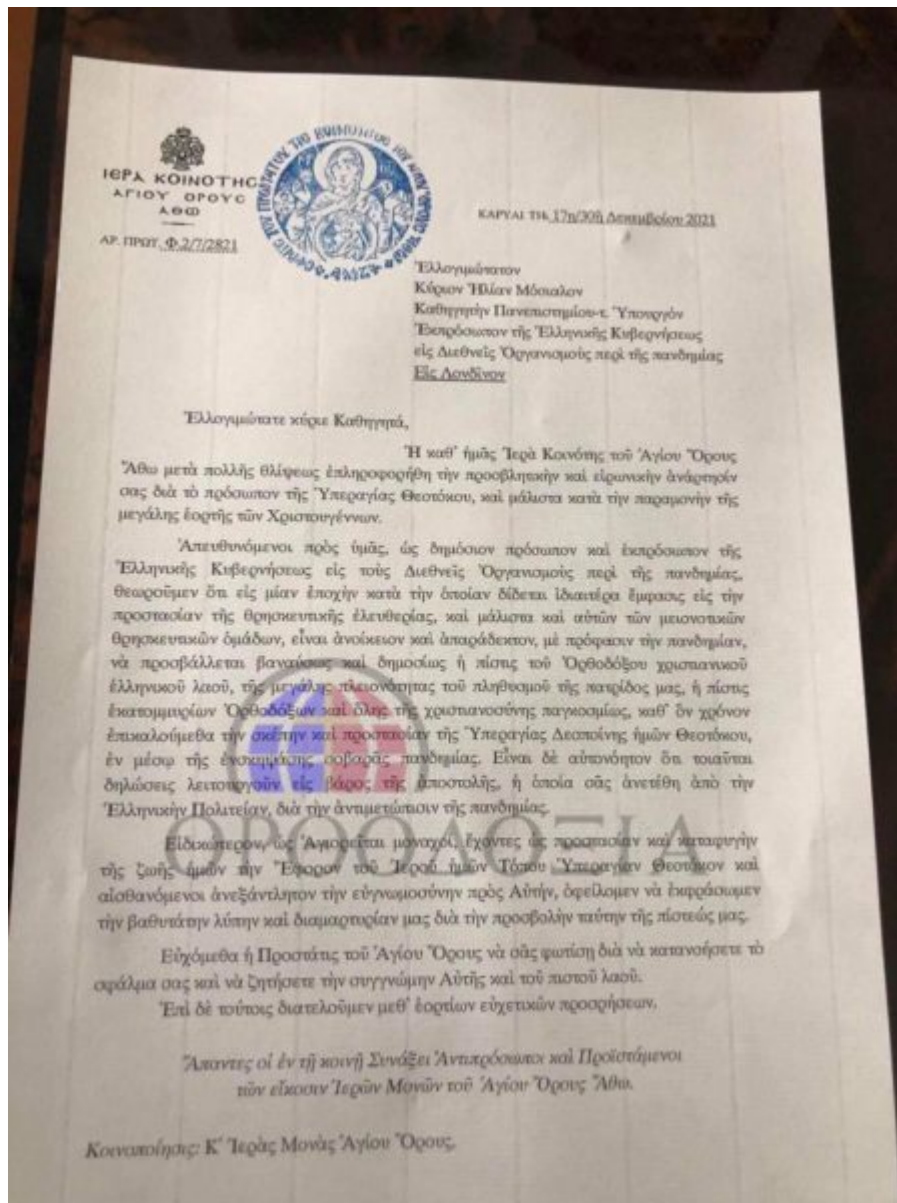 ΙΕΡΑ ΚΟΙΝΟΤΗC
ΑΓΙΟΥ ΟΡΟΥC
ΑΘΩ
ΑΡ. ΠΡΩΤ. Φ.2/7/2821
ΚΑΡΥΑΙ ΤΗι 17η/30ῆ Δεκεμβρίου 2021
Ἐλλογιμώτατον
Κύριον Ἠλίαν Μόσιαλον
Καθηγητὴν Πανεπιστημίου-τ. Ὑπουργόν
Ἐκπρόσωπον τῆς Ἑλληνικῆς Κυβερνήσεως
εἰς Διεθνεῖς Ὀργανισμοὺς περὶ τῆς πανδημίας
Εἰς Λονδῖνον
Ἐλλογιμώτατε κύριε Καθηγητά,
Ἡ καθ' ἡμᾶς Ἱερὰ Κοινότης τοῦ Ἁγίου Ὄρους
Ἄθω μετὰ πολλῆς θλίψεως ἐπληροφορήθη τὴν προσβλητικὴν καὶ εἰρωνικὴν ἀνάρτησίν
σας διὰ τὸ πρόσωπον τῆς Ὑπεραγίας Θεοτόκου, καὶ μάλιστα κατὰ τὴν παραμονὴν τῆς
μεγάλης ἑορτῆς τῶν Χριστουγέννων.
Ἀπευθυνόμενοι πρὸς ὑμᾶς, ὡς δημόσιον πρόσωπον καὶ ἐκπρόσωπον τῆς
Ἑλληνικῆς Κυβερνήσεως εἰς τοὺς Διεθνεῖς Ὀργανισμοὺς περὶ τῆς πανδημίας,
θεωροῦμεν ὅτι εἰς μίαν ἐποχὴν κατὰ τὴν ὁποίαν δίδεται ἰδιαιτέρα ἔμφασις εἰς τὴν
προστασίαν τῆς θρησκευτικῆς ἐλευθερίας, καὶ μάλιστα καὶ αὐτῶν τῶν μειονοτικῶν
θρησκευτικῶν ὁμάδων, εἶναι ἀνοίκειον καὶ ἀπαράδεκτον, μὲ πρόφασιν τὴν πανδημίαν,
νὰ προσβάλλεται βαναύσως καὶ δημοσίως ἡ πίστις τοῦ Ὀρθοδόξου χριστιανικοῦ
ἑλληνικοῦ λαοῦ, τῆς μεγάλης πλειονότητας τοῦ πληθυσμοῦ τῆς πατρίδος μας, ἡ πίστις
ἑκατομμυρίων Ὀρθοδόξων καὶ ὅλης τῆς χριστιανοσύνης παγκοσμίως, καθ' ὃν χρόνον
ἐπικαλούμεθα τὴν σκέπην καὶ προστασίαν τῆς Ὑπεραγίας Δεσποίνης ἡμῶν Θεοτόκου,
ἐν μέσῳ τῆς ἐνσκηψάσης σοβαρᾶς πανδημίας. Εἶναι δὲ αὐτονόητον ὅτι τοιαῦται
δηλώσεις λειτουργοῦν εἰς βάρος τῆς ἀποστολῆς, ἡ ὁποία σᾶς ἀνετέθη ἀπὸ τὴν
Ἑλληνικὴν Πολιτείαν, διὰ τὴν ἀντιμετώπισιν τῆς πανδημίας.
ΟΡΘΟΔΟΞΙΑ
Εἰδικώτερον, ὡς Ἁγιορεῖται μοναχοί, ἔχοντες ὡς προστασίαν καὶ καταφυγὴν
τῆς ζωῆς ἡμῶν τὴν Ἔφορον τοῦ Ἱεροῦ ἡμῶν Τόπου Ὑπεραγίαν Θεοτόκον καὶ
αἰσθανόμενοι ἀνεξάντλητον τὴν εὐγνωμοσύνην πρὸς Αὐτήν, ὀφείλομεν νὰ ἐκφράσωμεν
τὴν βαθυτάτην λύπην καὶ διαμαρτυρίαν μας διὰ τὴν προσβολὴν ταύτην τῆς πίστεώς μας.
Εὐχόμεθα ἡ Προστάτις τοῦ Ἁγίου Ὄρους νὰ σᾶς φωτίσῃ διὰ νὰ κατανοήσετε τὸ
σφάλμα σας καὶ νὰ ζητήσετε τὴν συγγνώμην Αὐτῆς καὶ τοῦ πιστοῦ λαοῦ.
Ἐπὶ δὲ τούτοις διατελοῦμεν μεθ' ἑορτίων εὐχετικῶν προσρήσεων.
Ἅπαντες οἱ ἐν τῇ κοινῇ Συνάξει Ἀντιπρόσωποι καὶ Προϊστάμενοι
τῶν εἴκοσιν Ἱερῶν Μονῶν τοῦ Ἁγίου Ὄρους Ἄθω.
Κοινοποίησις: Κ' Ἱερὰς Μονὰς Ἁγίου Ὄρους.